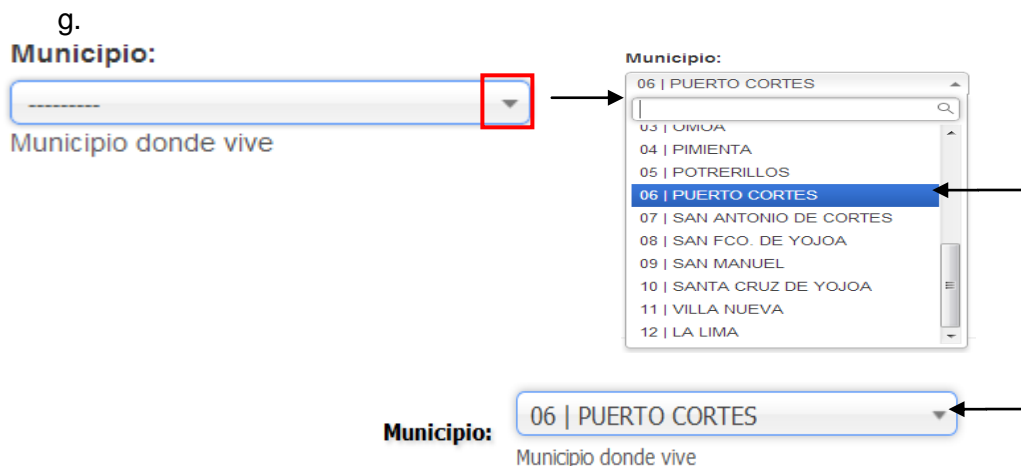 g.
Municipio:
---------
Municipio donde vive
Municipio:
06 | PUERTO CORTES
03 | OMOA
04 | PIMIENTA
05 | POTRERILLOS
06 | PUERTO CORTES
07 | SAN ANTONIO DE CORTES
08 | SAN FCO. DE YOJOA
09 | SAN MANUEL
10 | SANTA CRUZ DE YOJOA
11 | VILLA NUEVA
12 | LA LIMA
Municipio:
06 | PUERTO CORTES
Municipio donde vive